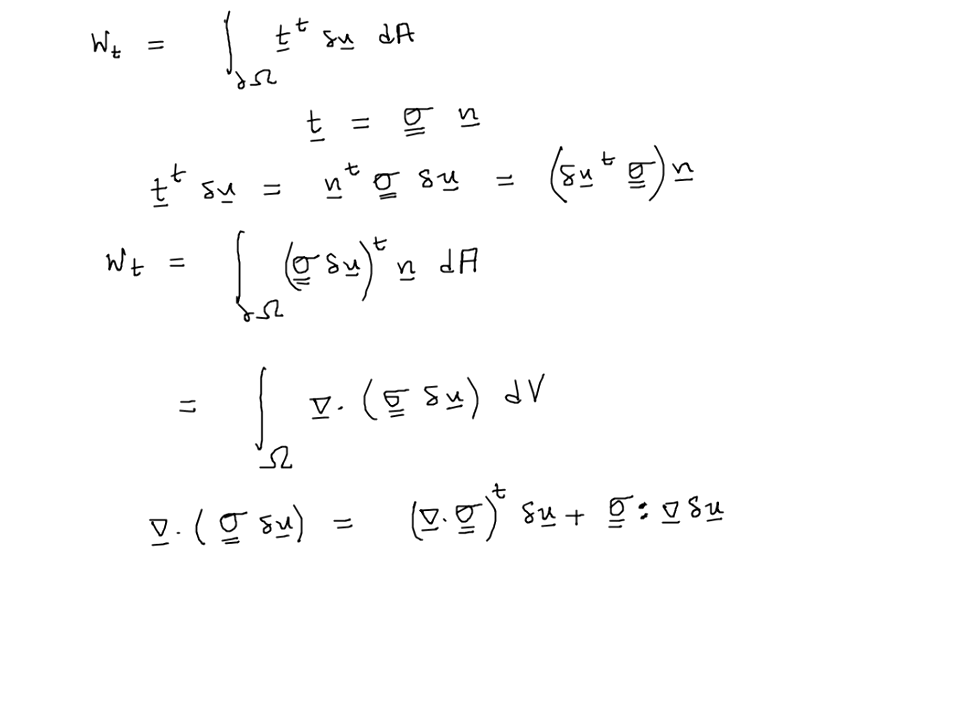 W_t = ∫_∂Ω t̲ᵗ δu̲ dA
t̲ = σ̳ n̲
t̲ᵗ δu̲ = n̲ᵗ σ̳ δu̲ = (δu̲ᵗ σ̳) n̲
W_t = ∫_∂Ω (σ̳ δu̲)ᵗ n̲ dA
= ∫_Ω ∇̲ · (σ̳ δu̲) dV
∇̲ · (σ̳ δu̲) = (∇̲ · σ̳)ᵗ δu̲ + σ̳ : ∇̲ δu̲